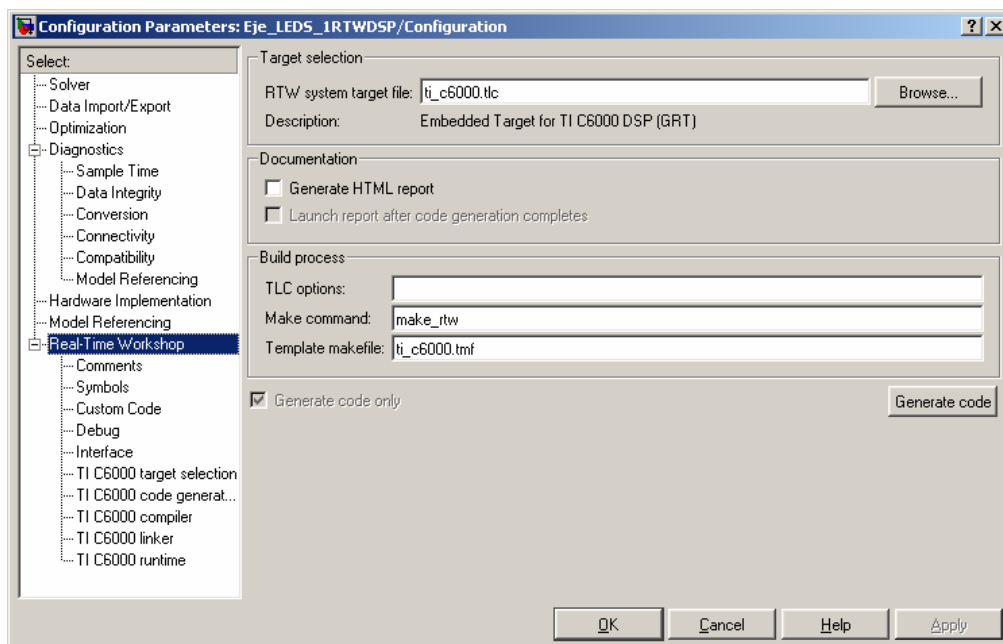 Configuration Parameters: Eje_LEDS_1RTWDSP/Configuration
Select:
Solver
Data Import/Export
Optimization
Diagnostics
Sample Time
Data Integrity
Conversion
Connectivity
Compatibility
Model Referencing
Hardware Implementation
Model Referencing
Real-Time Workshop
Comments
Symbols
Custom Code
Debug
Interface
TI C6000 target selection
TI C6000 code generat...
TI C6000 compiler
TI C6000 linker
TI C6000 runtime
Target selection
RTW system target file: ti_c6000.tlc Browse...
Description: Embedded Target for TI C6000 DSP (GRT)
Documentation
Generate HTML report
Launch report after code generation completes
Build process
TLC options:
Make command: make_rtw
Template makefile: ti_c6000.tmf
Generate code only Generate code
OK Cancel Help Apply